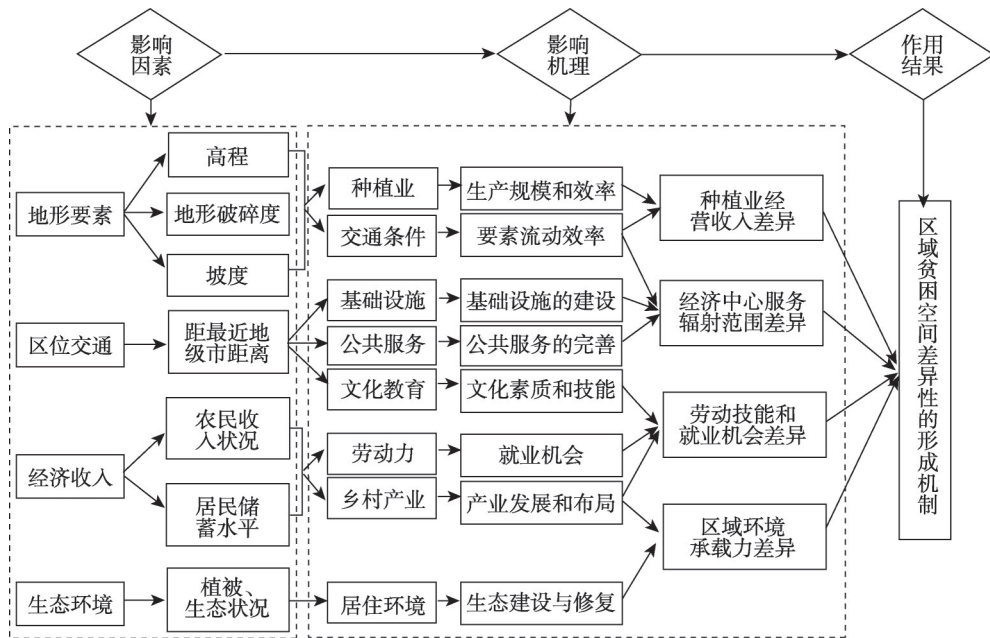 影响
因素
影响
机理
作用
结果
地形要素
高程
地形破碎度
坡度
区位交通
距最近地
级市距离
经济收入
农民收
入状况
居民储
蓄水平
生态环境
植被、
生态状况
种植业
交通条件
基础设施
公共服务
文化教育
劳动力
乡村产业
居住环境
生产规模和效率
要素流动效率
基础设施的建设
公共服务的完善
文化素质和技能
就业机会
产业发展和布局
生态建设与修复
种植业经
营收入差异
经济中心服务
辐射范围差异
劳动技能和
就业机会差异
区域环境
承载力差异
区域贫困空间差异性的形成机制